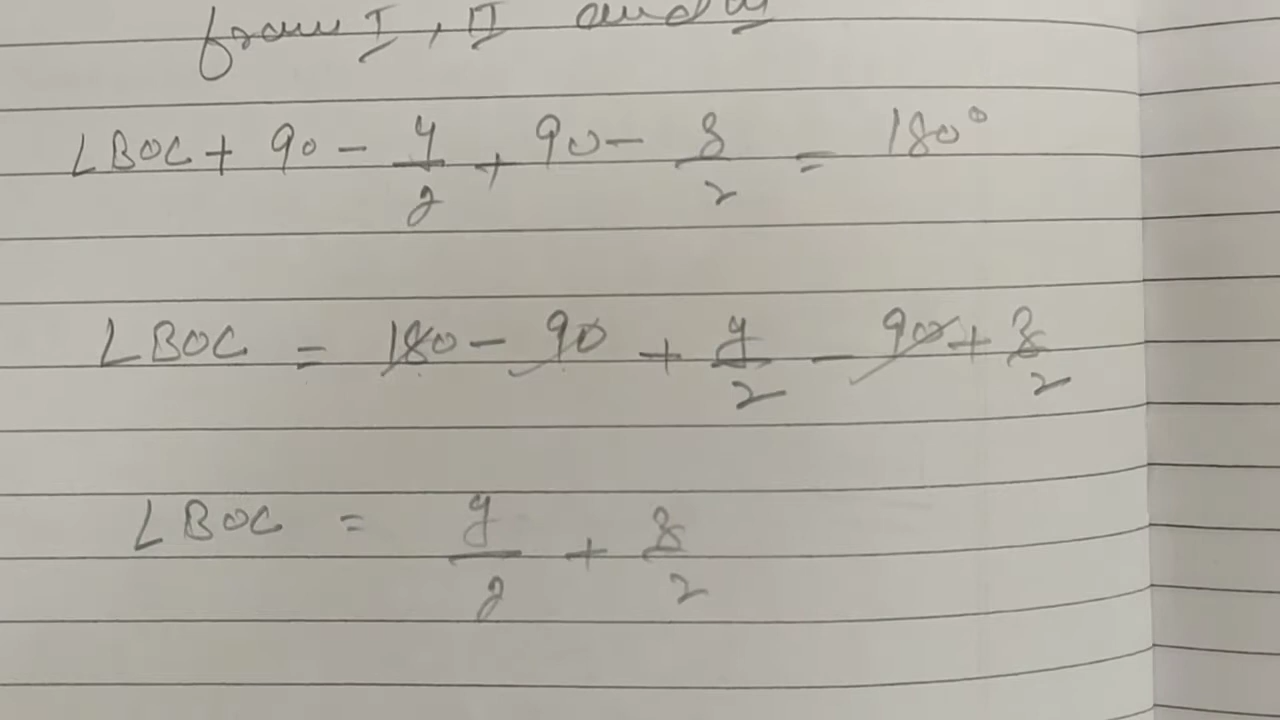 from I, II and III
∠BOC + 90 - y/2 + 90 - z/2 = 180°
∠BOC = 180 - 90 + y/2 - 90 + z/2
∠BOC = y/2 + z/2